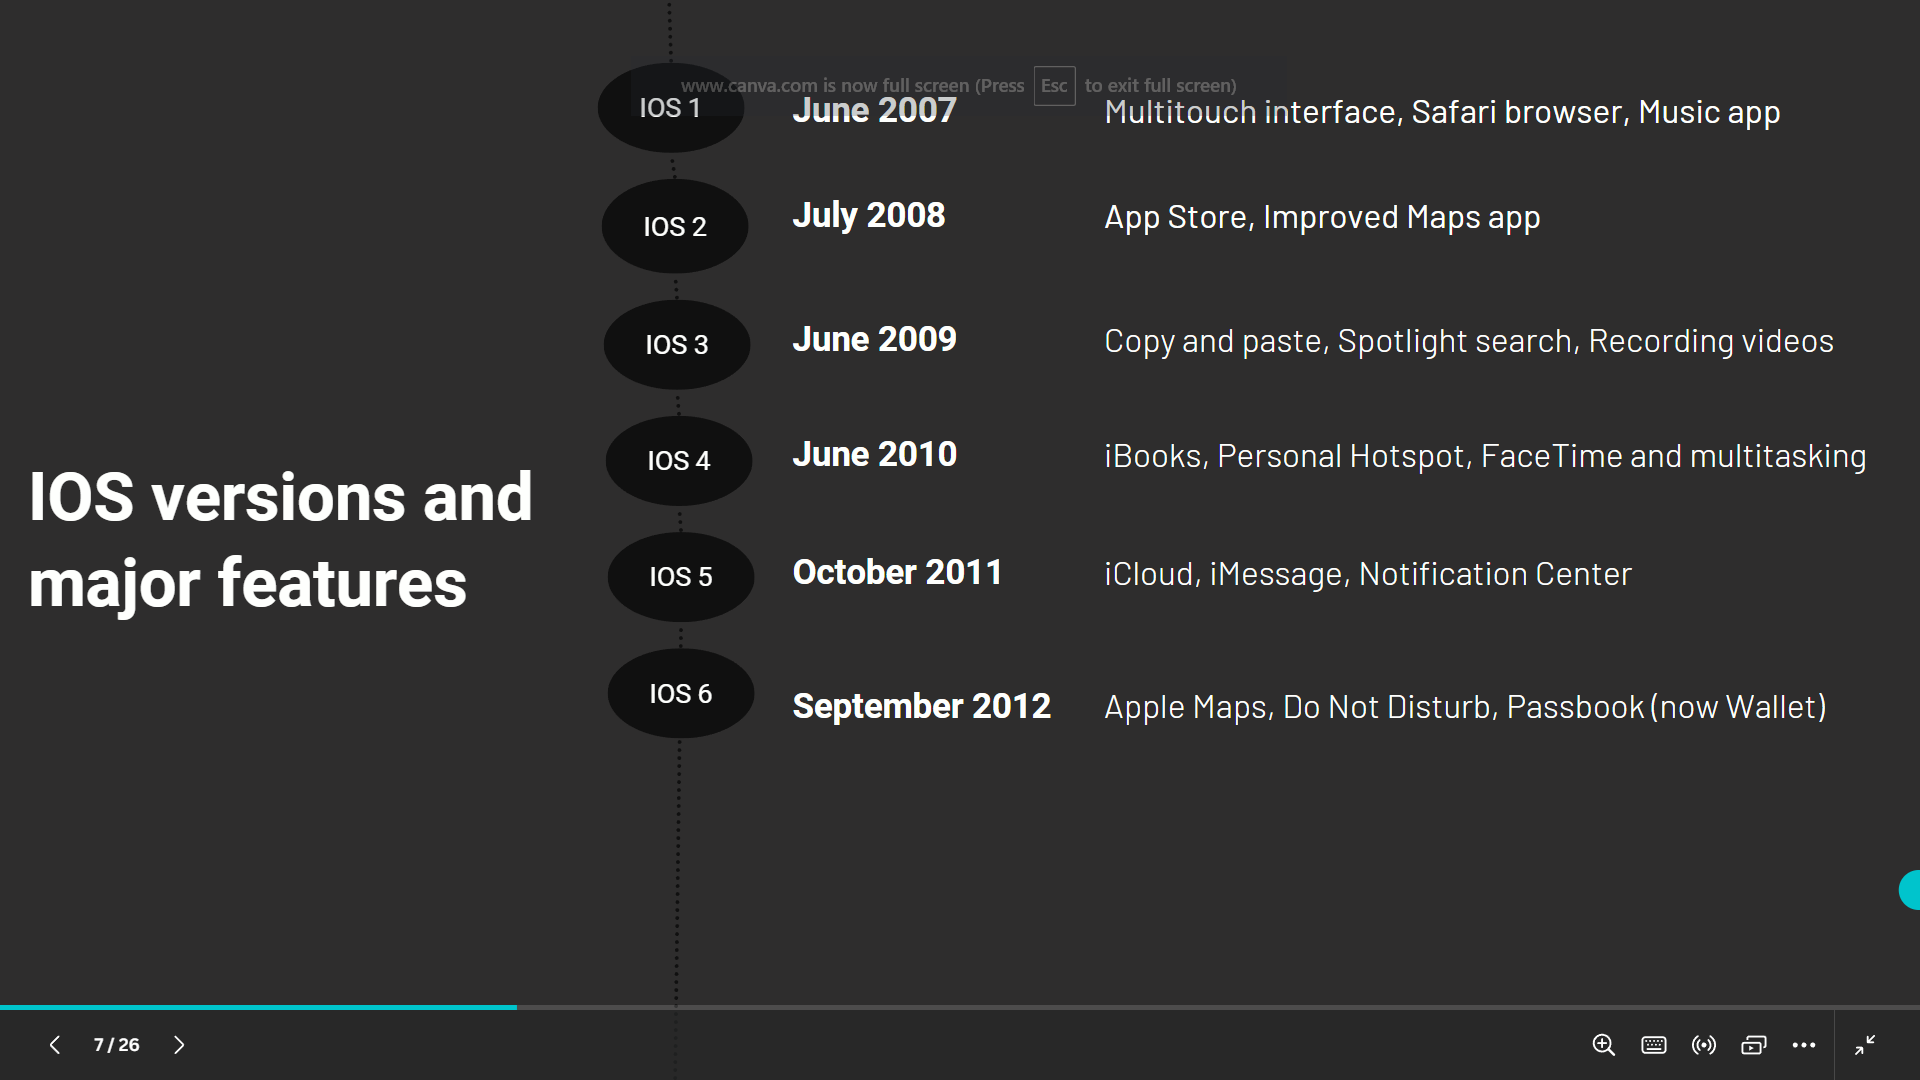 www.canva.com is now full screen (Press Esc to exit full screen)
IOS 1 June 2007 Multitouch interface, Safari browser, Music app
IOS 2 July 2008 App Store, Improved Maps app
IOS 3 June 2009 Copy and paste, Spotlight search, Recording videos
IOS 4 June 2010 iBooks, Personal Hotspot, FaceTime and multitasking
IOS versions and
major features
IOS 5 October 2011 iCloud, iMessage, Notification Center
IOS 6 September 2012 Apple Maps, Do Not Disturb, Passbook (now Wallet)
7 / 26